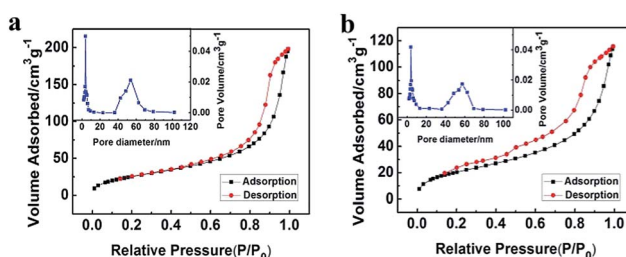 a
Volume Adsorbed/cm³g⁻¹
200
150
100
50
0
0.0 0.2 0.4 0.6 0.8 1.0
Relative Pressure(P/P₀)
Adsorption
Desorption
Pore Volume/cm³g⁻¹
0.04
0.02
0.00
0 20 40 60 80 100
Pore diameter/nm
b
Volume Adsorbed/cm³g⁻¹
120
100
80
60
40
20
0
0.0 0.2 0.4 0.6 0.8 1.0
Relative Pressure(P/P₀)
Adsorption
Desorption
Pore Volume/cm³g⁻¹
0.04
0.02
0.00
0 20 40 60 80 100
Pore diameter/nm